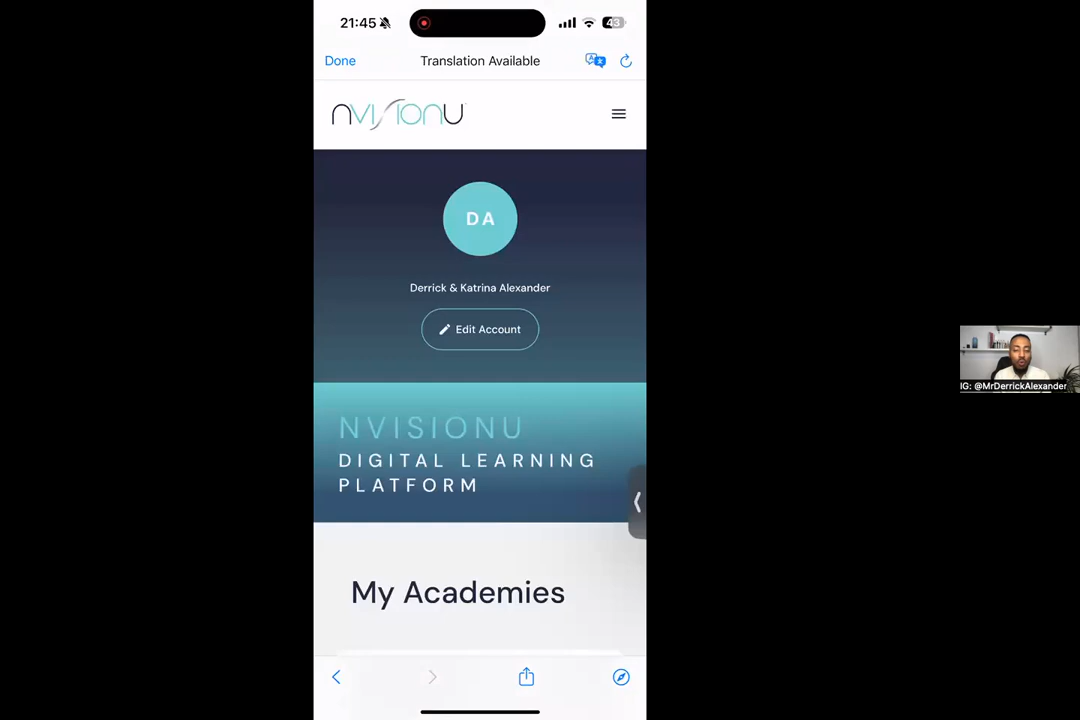 21:45
43
Done
Translation Available
nvisionU
DA
Derrick & Katrina Alexander
Edit Account
NVISIONU
DIGITAL LEARNING
PLATFORM
IG: @MrDerrickAlexander
My Academies